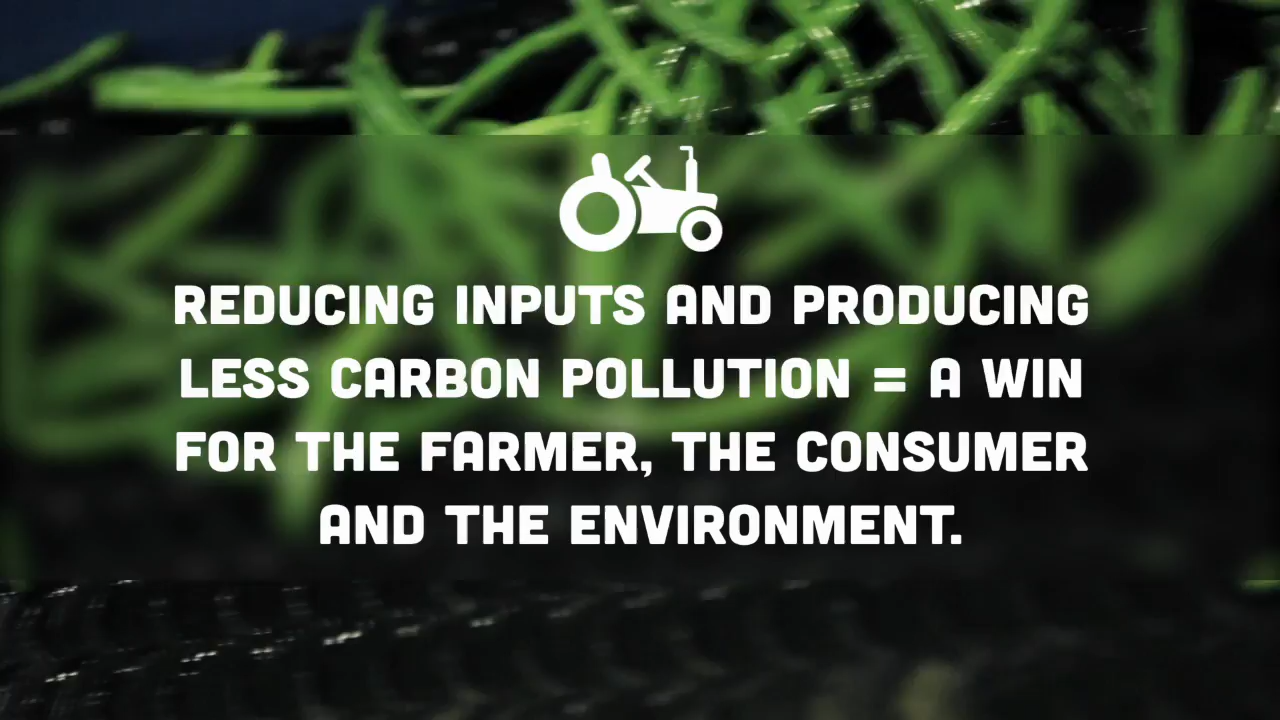 REDUCING INPUTS AND PRODUCING
LESS CARBON POLLUTION = A WIN
FOR THE FARMER, THE CONSUMER
AND THE ENVIRONMENT.